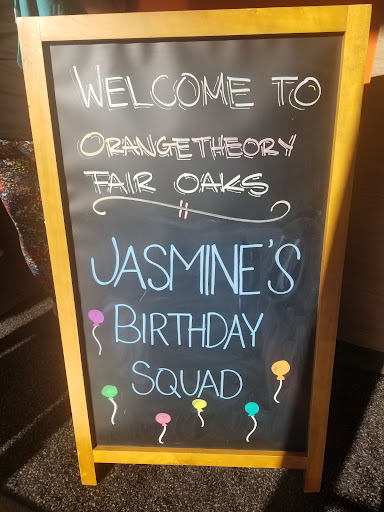 WELCOME TO
ORANGETHEORY
FAIR OAKS
JASMINE'S
BIRTHDAY
SQUAD